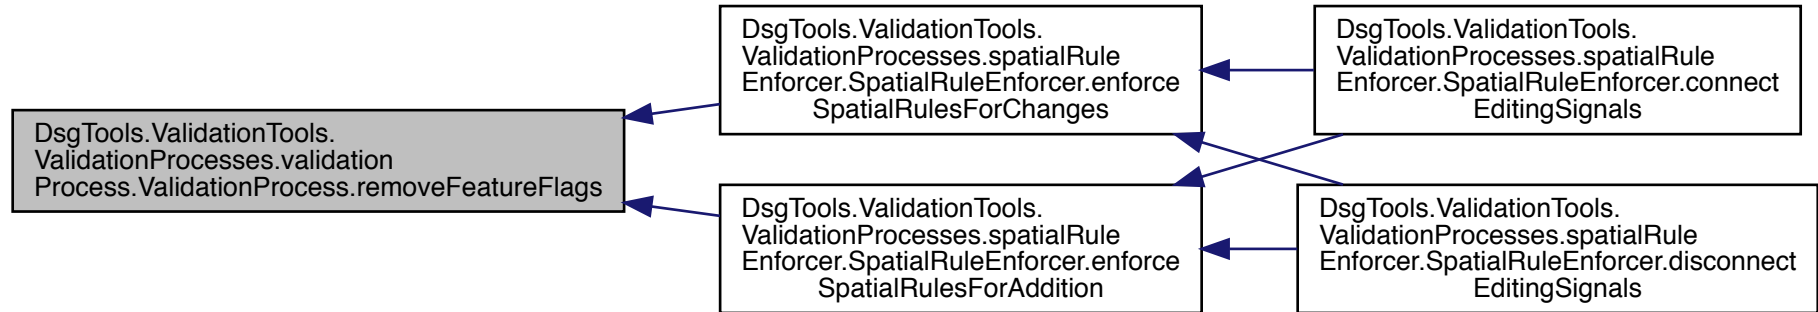 DsgTools.ValidationTools.
ValidationProcesses.validation
Process.ValidationProcess.removeFeatureFlags
DsgTools.ValidationTools.
ValidationProcesses.spatialRule
Enforcer.SpatialRuleEnforcer.enforce
SpatialRulesForChanges
DsgTools.ValidationTools.
ValidationProcesses.spatialRule
Enforcer.SpatialRuleEnforcer.enforce
SpatialRulesForAddition
DsgTools.ValidationTools.
ValidationProcesses.spatialRule
Enforcer.SpatialRuleEnforcer.connect
EditingSignals
DsgTools.ValidationTools.
ValidationProcesses.spatialRule
Enforcer.SpatialRuleEnforcer.disconnect
EditingSignals